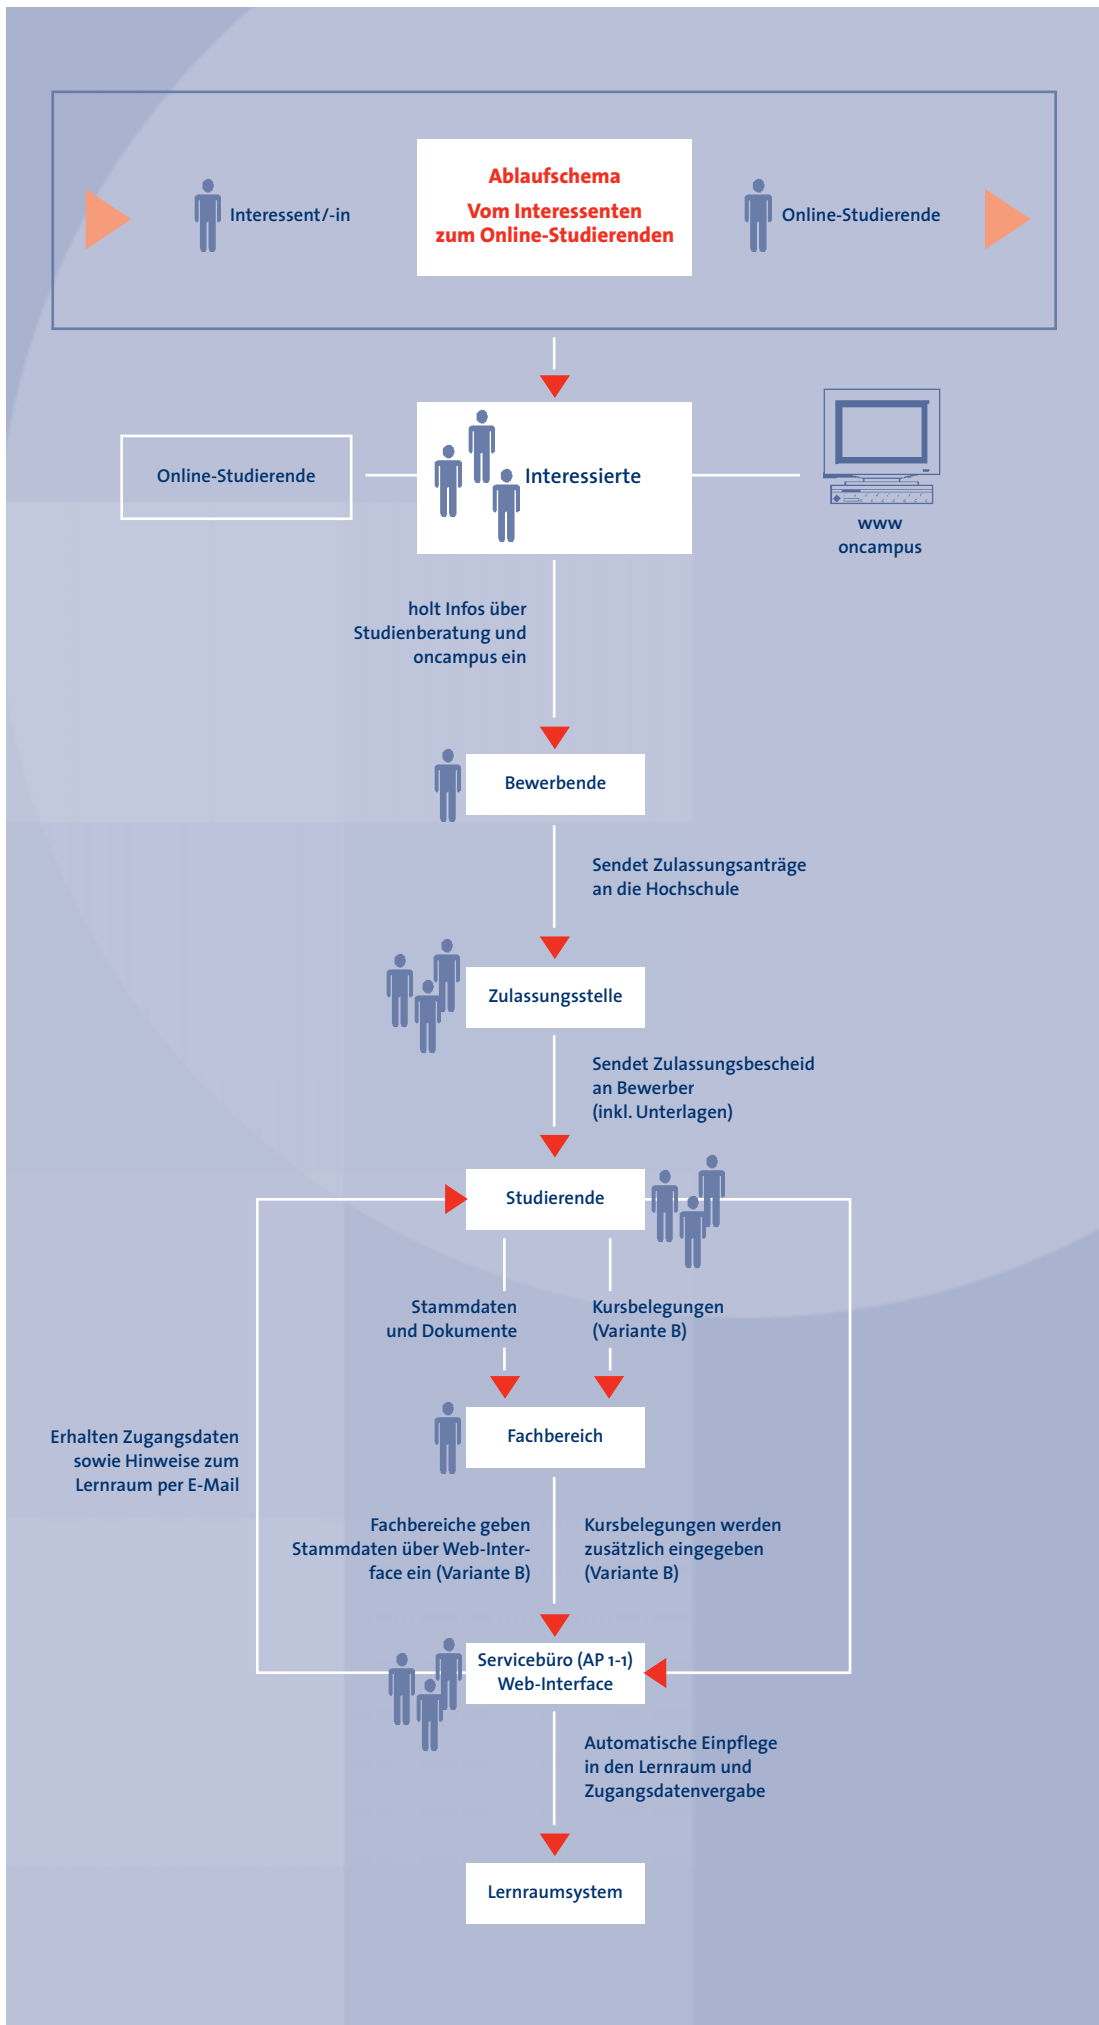 Ablaufschema
Vom Interessenten
zum Online-Studierenden
Interessent/-in
Online-Studierende
Online-Studierende
Interessierte
www
oncampus
holt Infos über
Studienberatung und
oncampus ein
Bewerbende
Sendet Zulassungsanträge
an die Hochschule
Zulassungsstelle
Sendet Zulassungsbescheid
an Bewerber
(inkl. Unterlagen)
Studierende
Stammdaten
und Dokumente
Kursbelegungen
(Variante B)
Fachbereich
Erhalten Zugangsdaten
sowie Hinweise zum
Lernraum per E-Mail
Fachbereiche geben
Stammdaten über Web-Inter-
face ein (Variante B)
Kursbelegungen werden
zusätzlich eingegeben
(Variante B)
Servicebüro (AP 1-1)
Web-Interface
Automatische Einpflege
in den Lernraum und
Zugangsdatenvergabe
Lernraumsystem